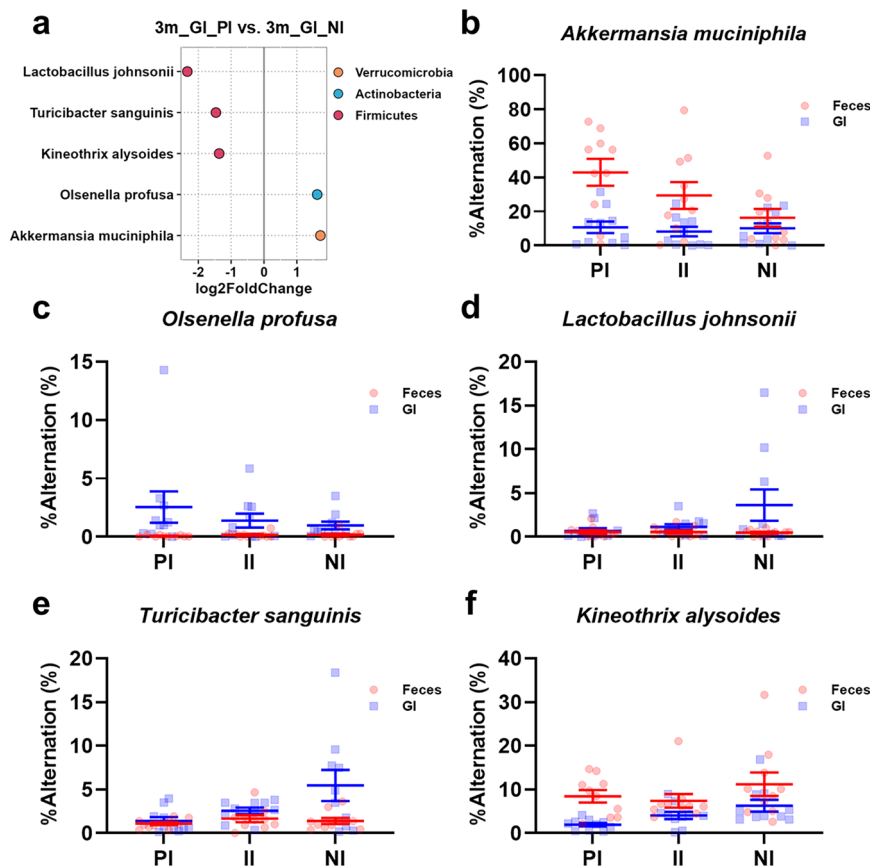 a
3m_GI_PI vs. 3m_GI_NI
Lactobacillus johnsonii
Turicibacter sanguinis
Kineothrix alysoides
Olsenella profusa
Akkermansia muciniphila
-2 -1 0 1
log2FoldChange
Verrucomicrobia
Actinobacteria
Firmicutes
b
Akkermansia muciniphila
%Alternation (%)
100
80
60
40
20
0
PI II NI
Feces
GI
c
Olsenella profusa
%Alternation (%)
15
10
5
0
PI II NI
Feces
GI
d
Lactobacillus johnsonii
%Alternation (%)
20
15
10
5
0
PI II NI
Feces
GI
e
Turicibacter sanguinis
%Alternation (%)
20
15
10
5
0
PI II NI
Feces
GI
f
Kineothrix alysoides
%Alternation (%)
40
30
20
10
0
PI II NI
Feces
GI